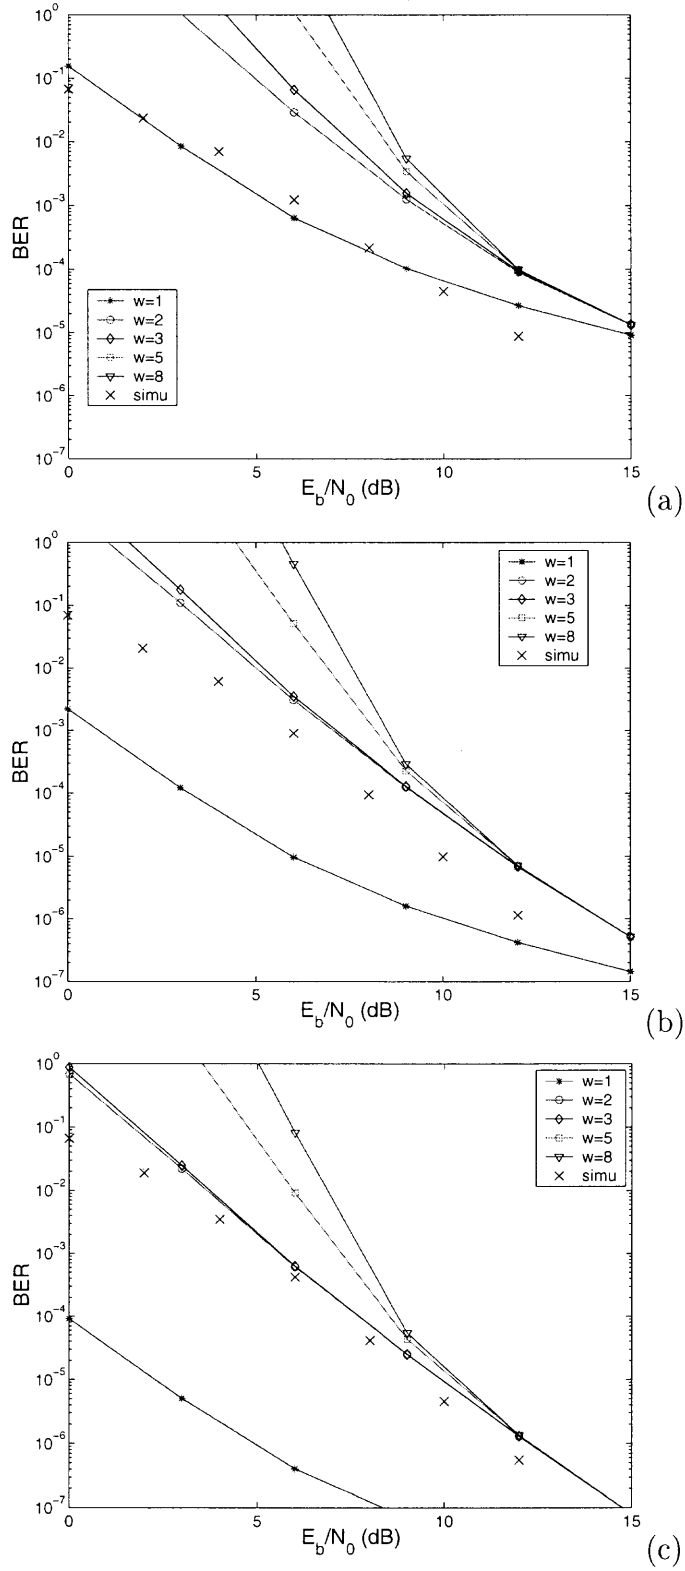 10^0
10^-1
10^-2
10^-3
10^-4
10^-5
10^-6
10^-7
BER
w=1
w=2
w=3
w=5
w=8
simu
0
5
10
15
E_b/N_0 (dB)
(a)
10^0
10^-1
10^-2
10^-3
10^-4
10^-5
10^-6
10^-7
BER
w=1
w=2
w=3
w=5
w=8
simu
0
5
10
15
E_b/N_0 (dB)
(b)
10^0
10^-1
10^-2
10^-3
10^-4
10^-5
10^-6
10^-7
BER
w=1
w=2
w=3
w=5
w=8
simu
0
5
10
15
E_b/N_0 (dB)
(c)